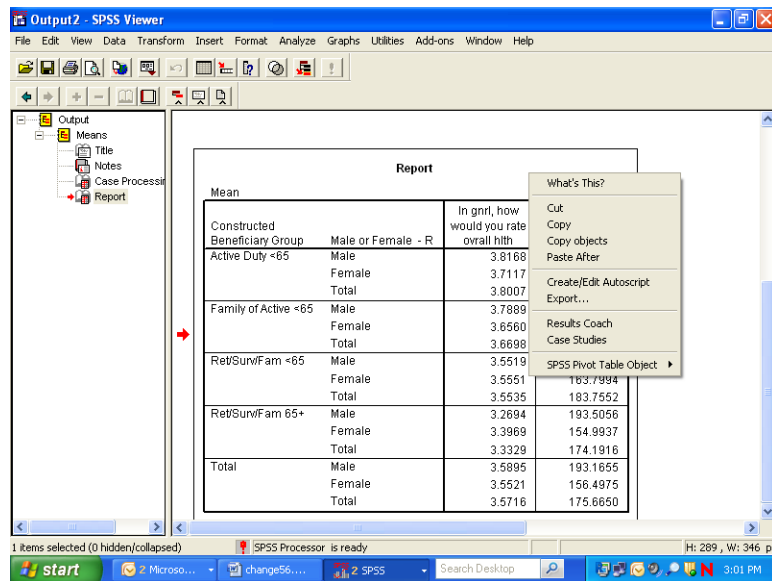 Output2 - SPSS Viewer
File Edit View Data Transform Insert Format Analyze Graphs Utilities Add-ons Window Help
Output
Means
Title
Notes
Case Processir
Report
Report
Mean
Constructed Beneficiary Group Male or Female - R In gnrl, how would you rate ovrall hlth
Active Duty <65 Male 3.8168
Female 3.7117
Total 3.8007
Family of Active <65 Male 3.7889
Female 3.6560
Total 3.6698
Ret/Surv/Fam <65 Male 3.5519
Female 3.5551 163.7994
Total 3.5535 183.7552
Ret/Surv/Fam 65+ Male 3.2694 193.5056
Female 3.3969 154.9937
Total 3.3329 174.1916
Total Male 3.5895 193.1655
Female 3.5521 156.4975
Total 3.5716 175.6650
What's This?
Cut
Copy
Copy objects
Paste After
Create/Edit Autoscript
Export...
Results Coach
Case Studies
SPSS Pivot Table Object
1 items selected (0 hidden/collapsed) SPSS Processor is ready H: 289 , W: 346 p
start 2 Microso... change56.... 2 SPSS Search Desktop 3:01 PM